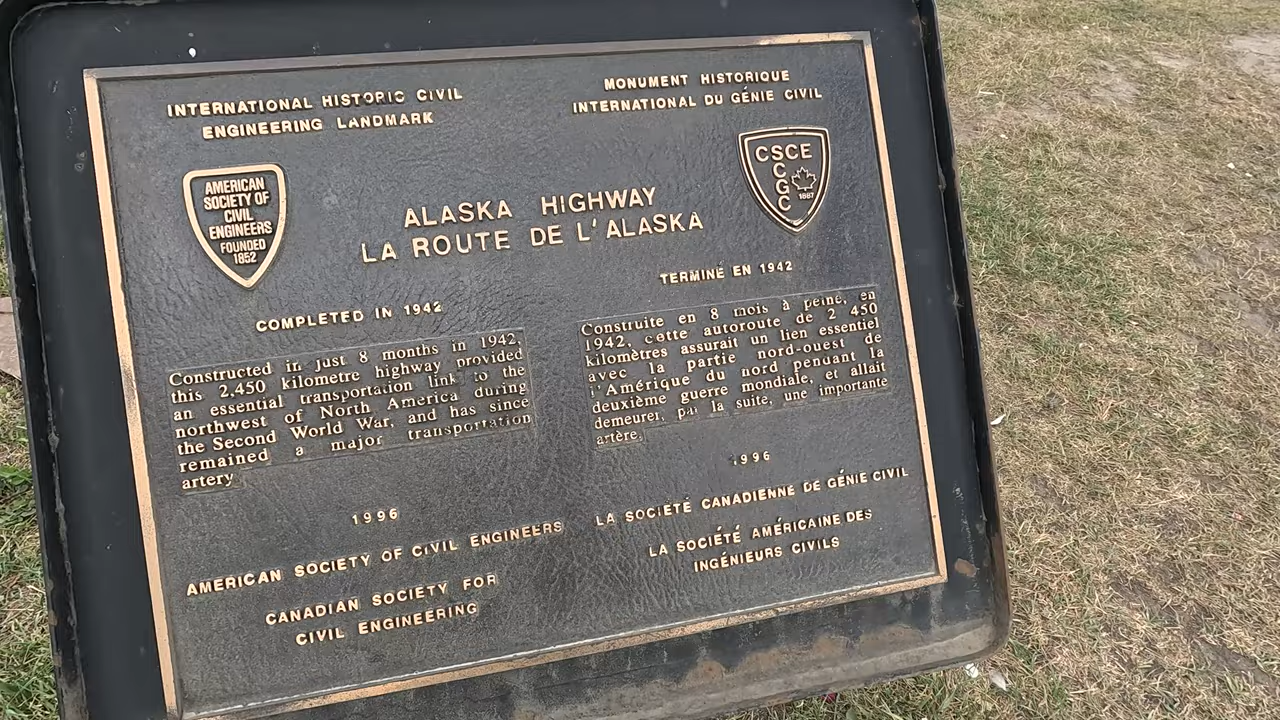 INTERNATIONAL HISTORIC CIVIL
ENGINEERING LANDMARK
MONUMENT HISTORIQUE
INTERNATIONAL DU GÉNIE CIVIL
AMERICAN
SOCIETY OF
CIVIL
ENGINEERS
FOUNDED
1852
CSCE
SCGC
1887
ALASKA HIGHWAY
LA ROUTE DE L'ALASKA
COMPLETED IN 1942
Constructed in just 8 months in 1942,
this 2,450 kilometre highway provided
an essential transportation link to the
northwest of North America during
the Second World War, and has since
remained a major transportation
artery
1996
AMERICAN SOCIETY OF CIVIL ENGINEERS
CANADIAN SOCIETY FOR
CIVIL ENGINEERING
TERMINÉ EN 1942
Construite en 8 mois à peine, en
1942, cette autoroute de 2 450
kilomètres assurait un lien essentiel
avec la partie nord-ouest de
l'Amérique du nord pendant la
deuxième guerre mondiale, et allait
demeurer, par la suite, une importante
artère.
1996
LA SOCIÉTÉ CANADIENNE DE GÉNIE CIVIL
LA SOCIÉTÉ AMÉRICAINE DES
INGÉNIEURS CIVILS